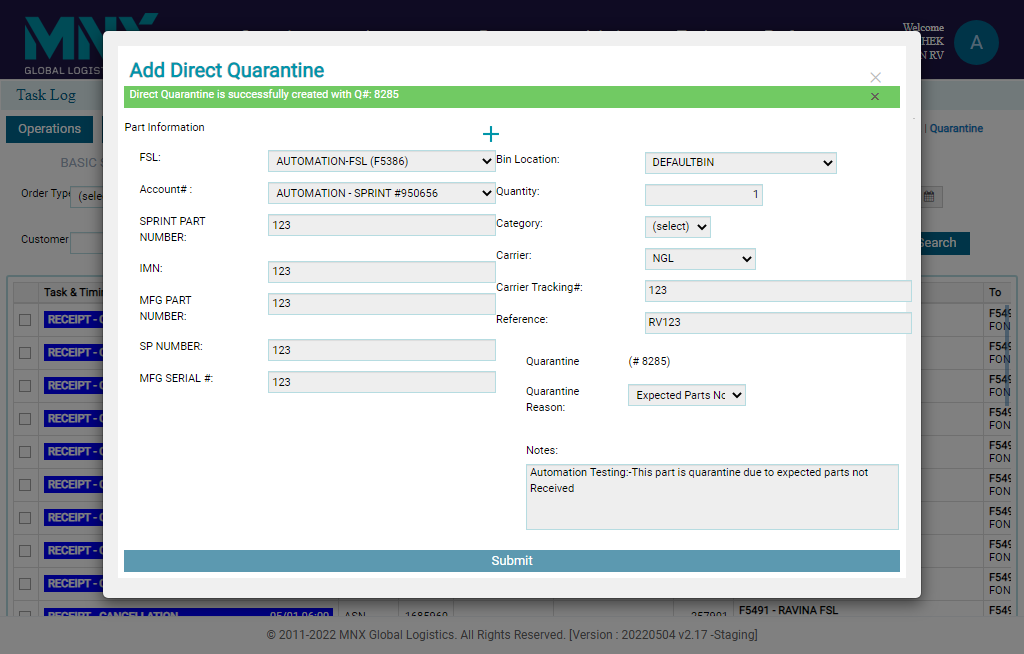 MNX
GLOBAL LOGIST
Welcome
HEK
N RV
A
Task Log
Operations
Quarantine
BASIC S
Order Type
(sele
Customer
Search
Task & Timi
To
RECEIPT - C
F549
FON
RECEIPT - C
F549
FON
RECEIPT - C
F549
FON
RECEIPT - C
F549
FON
RECEIPT - C
F549
FON
RECEIPT - C
F549
FON
RECEIPT - C
F549
FON
RECEIPT - C
F549
FON
RECEIPT - C
F549
FON
RECEIPT - CANCELLATION 05/01 06:00 ASN 1685969 257901 F5491 - RAVINA FSL F549
Add Direct Quarantine
×
Direct Quarantine is successfully created with Q#: 8285 ×
Part Information
FSL: AUTOMATION-FSL (F5386)
Account# : AUTOMATION - SPRINT #950656
SPRINT PART
NUMBER: 123
IMN: 123
MFG PART
NUMBER: 123
SP NUMBER: 123
MFG SERIAL #: 123
Bin Location: DEFAULTBIN
Quantity: 1
Category: (select)
Carrier: NGL
Carrier Tracking#: 123
Reference: RV123
Quarantine (# 8285)
Quarantine
Reason: Expected Parts Nc
Notes:
Automation Testing:-This part is quarantine due to expected parts not
Received
Submit
© 2011-2022 MNX Global Logistics. All Rights Reserved. [Version : 20220504 v2.17 -Staging]